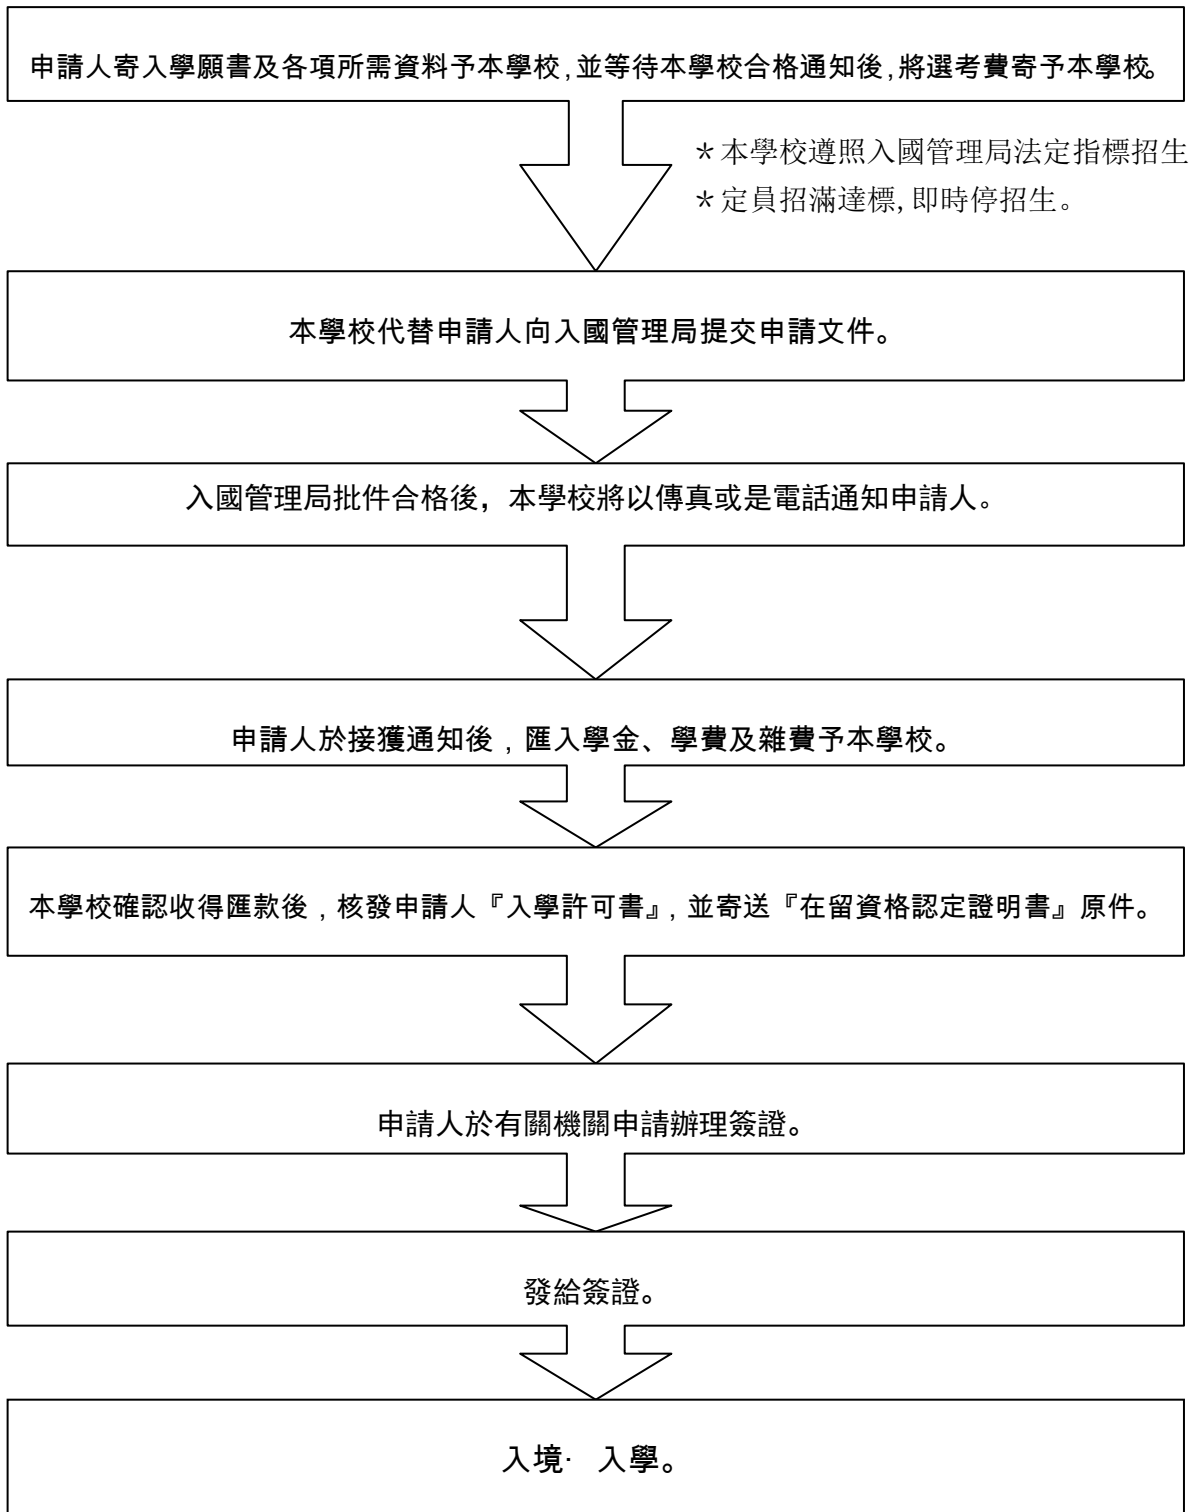 申請人寄入學願書及各項所需資料予本學校,並等待本學校合格通知後,將選考費寄予本學校。
＊本學校遵照入國管理局法定指標招生
＊定員招滿達標,即時停招生。
本學校代替申請人向入國管理局提交申請文件。
入國管理局批件合格後，本學校將以傳真或是電話通知申請人。
申請人於接獲通知後，匯入學金、學費及雜費予本學校。
本學校確認收得匯款後，核發申請人『入學許可書』，並寄送『在留資格認定證明書』原件。
申請人於有關機關申請辦理簽證。
發給簽證。
入境· 入學。